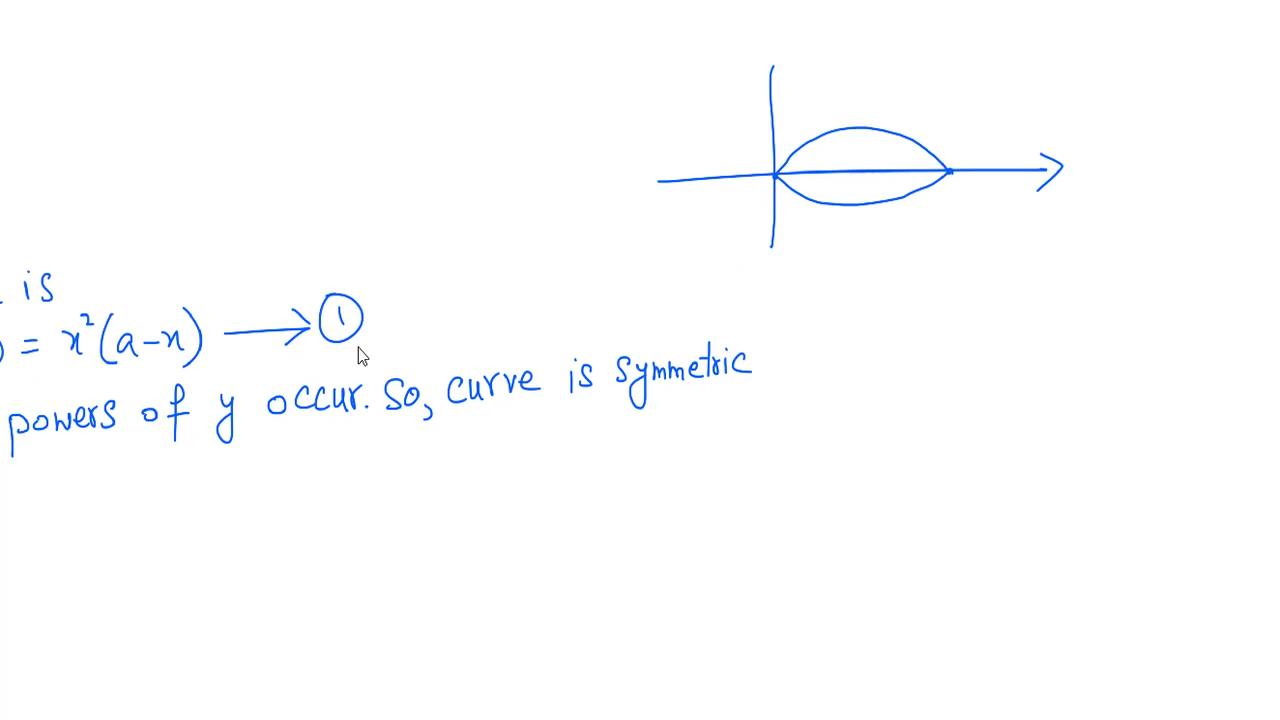 is
) = x²(a-x) → ①
powers of y occur. So, curve is symmetric